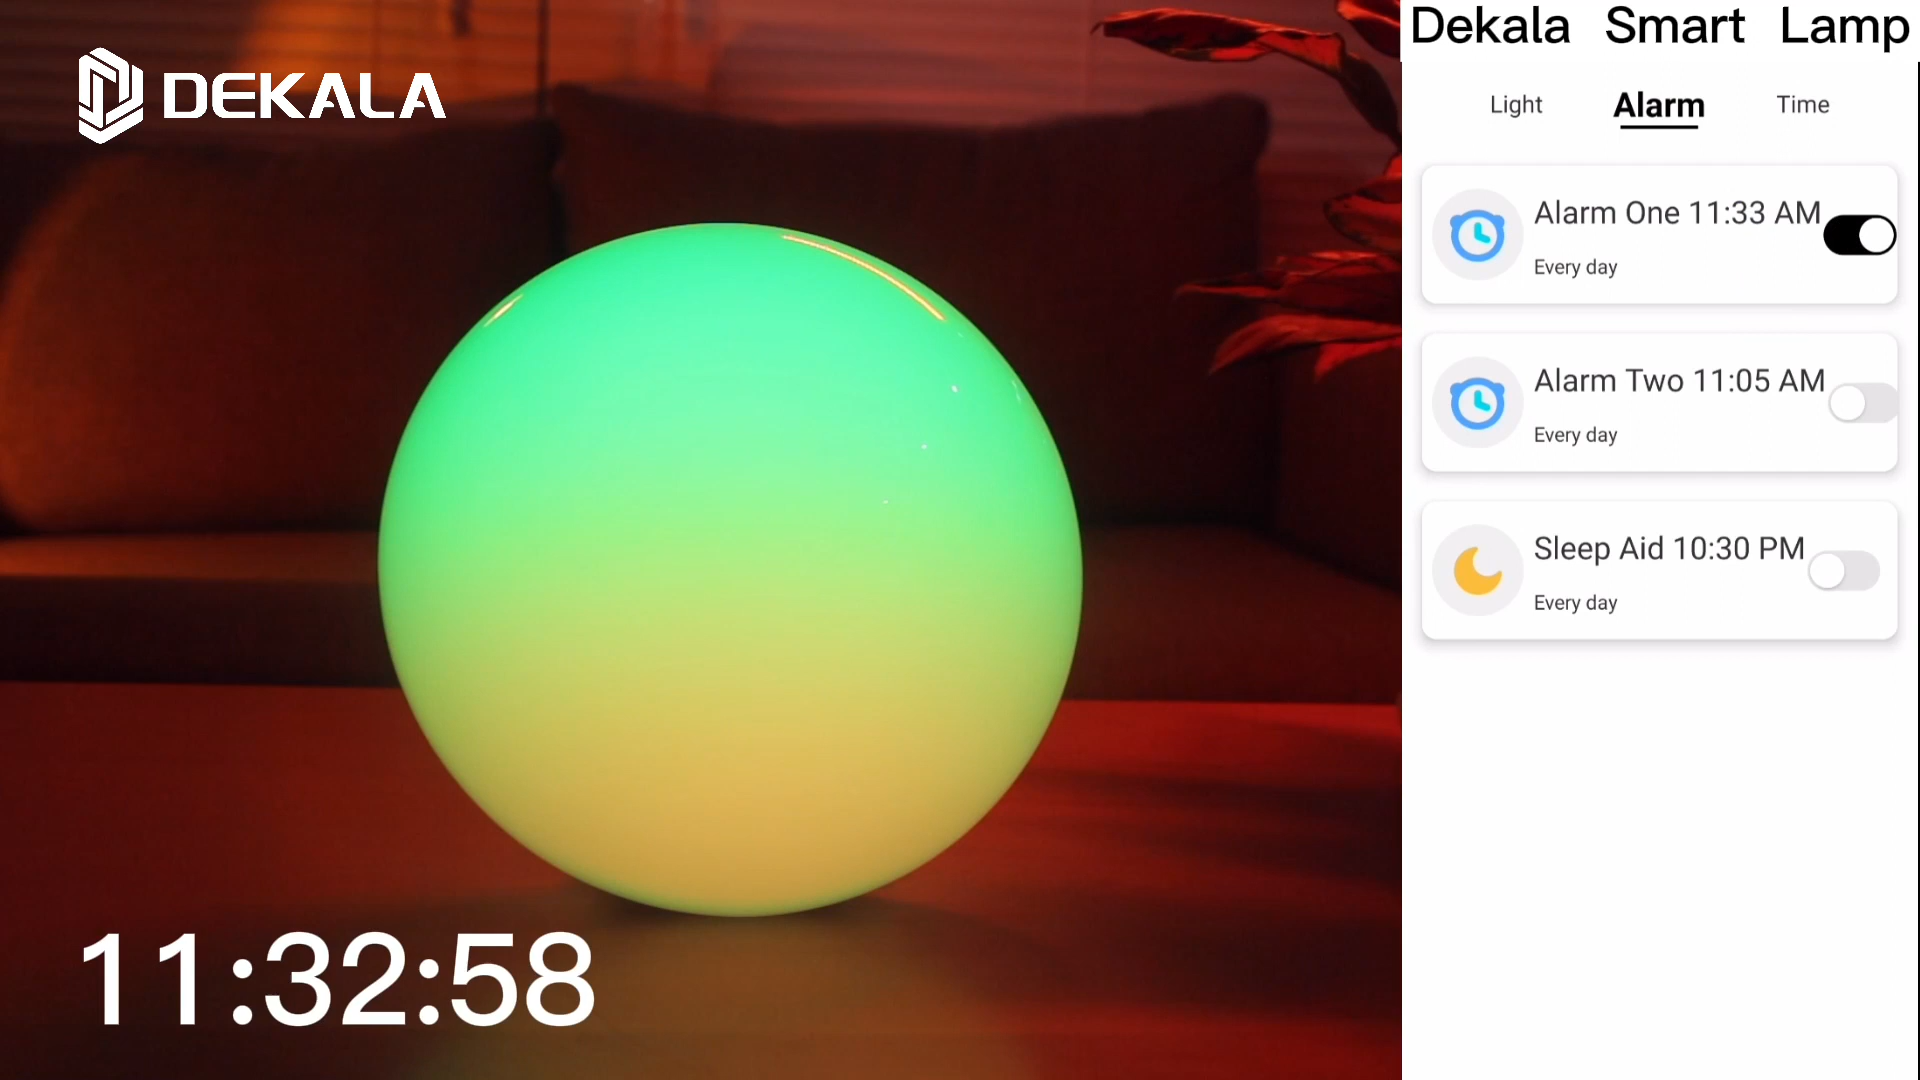 DEKALA
11:32:58
Dekala Smart Lamp
Light Alarm Time
Alarm One 11:33 AM
Every day
Alarm Two 11:05 AM
Every day
Sleep Aid 10:30 PM
Every day